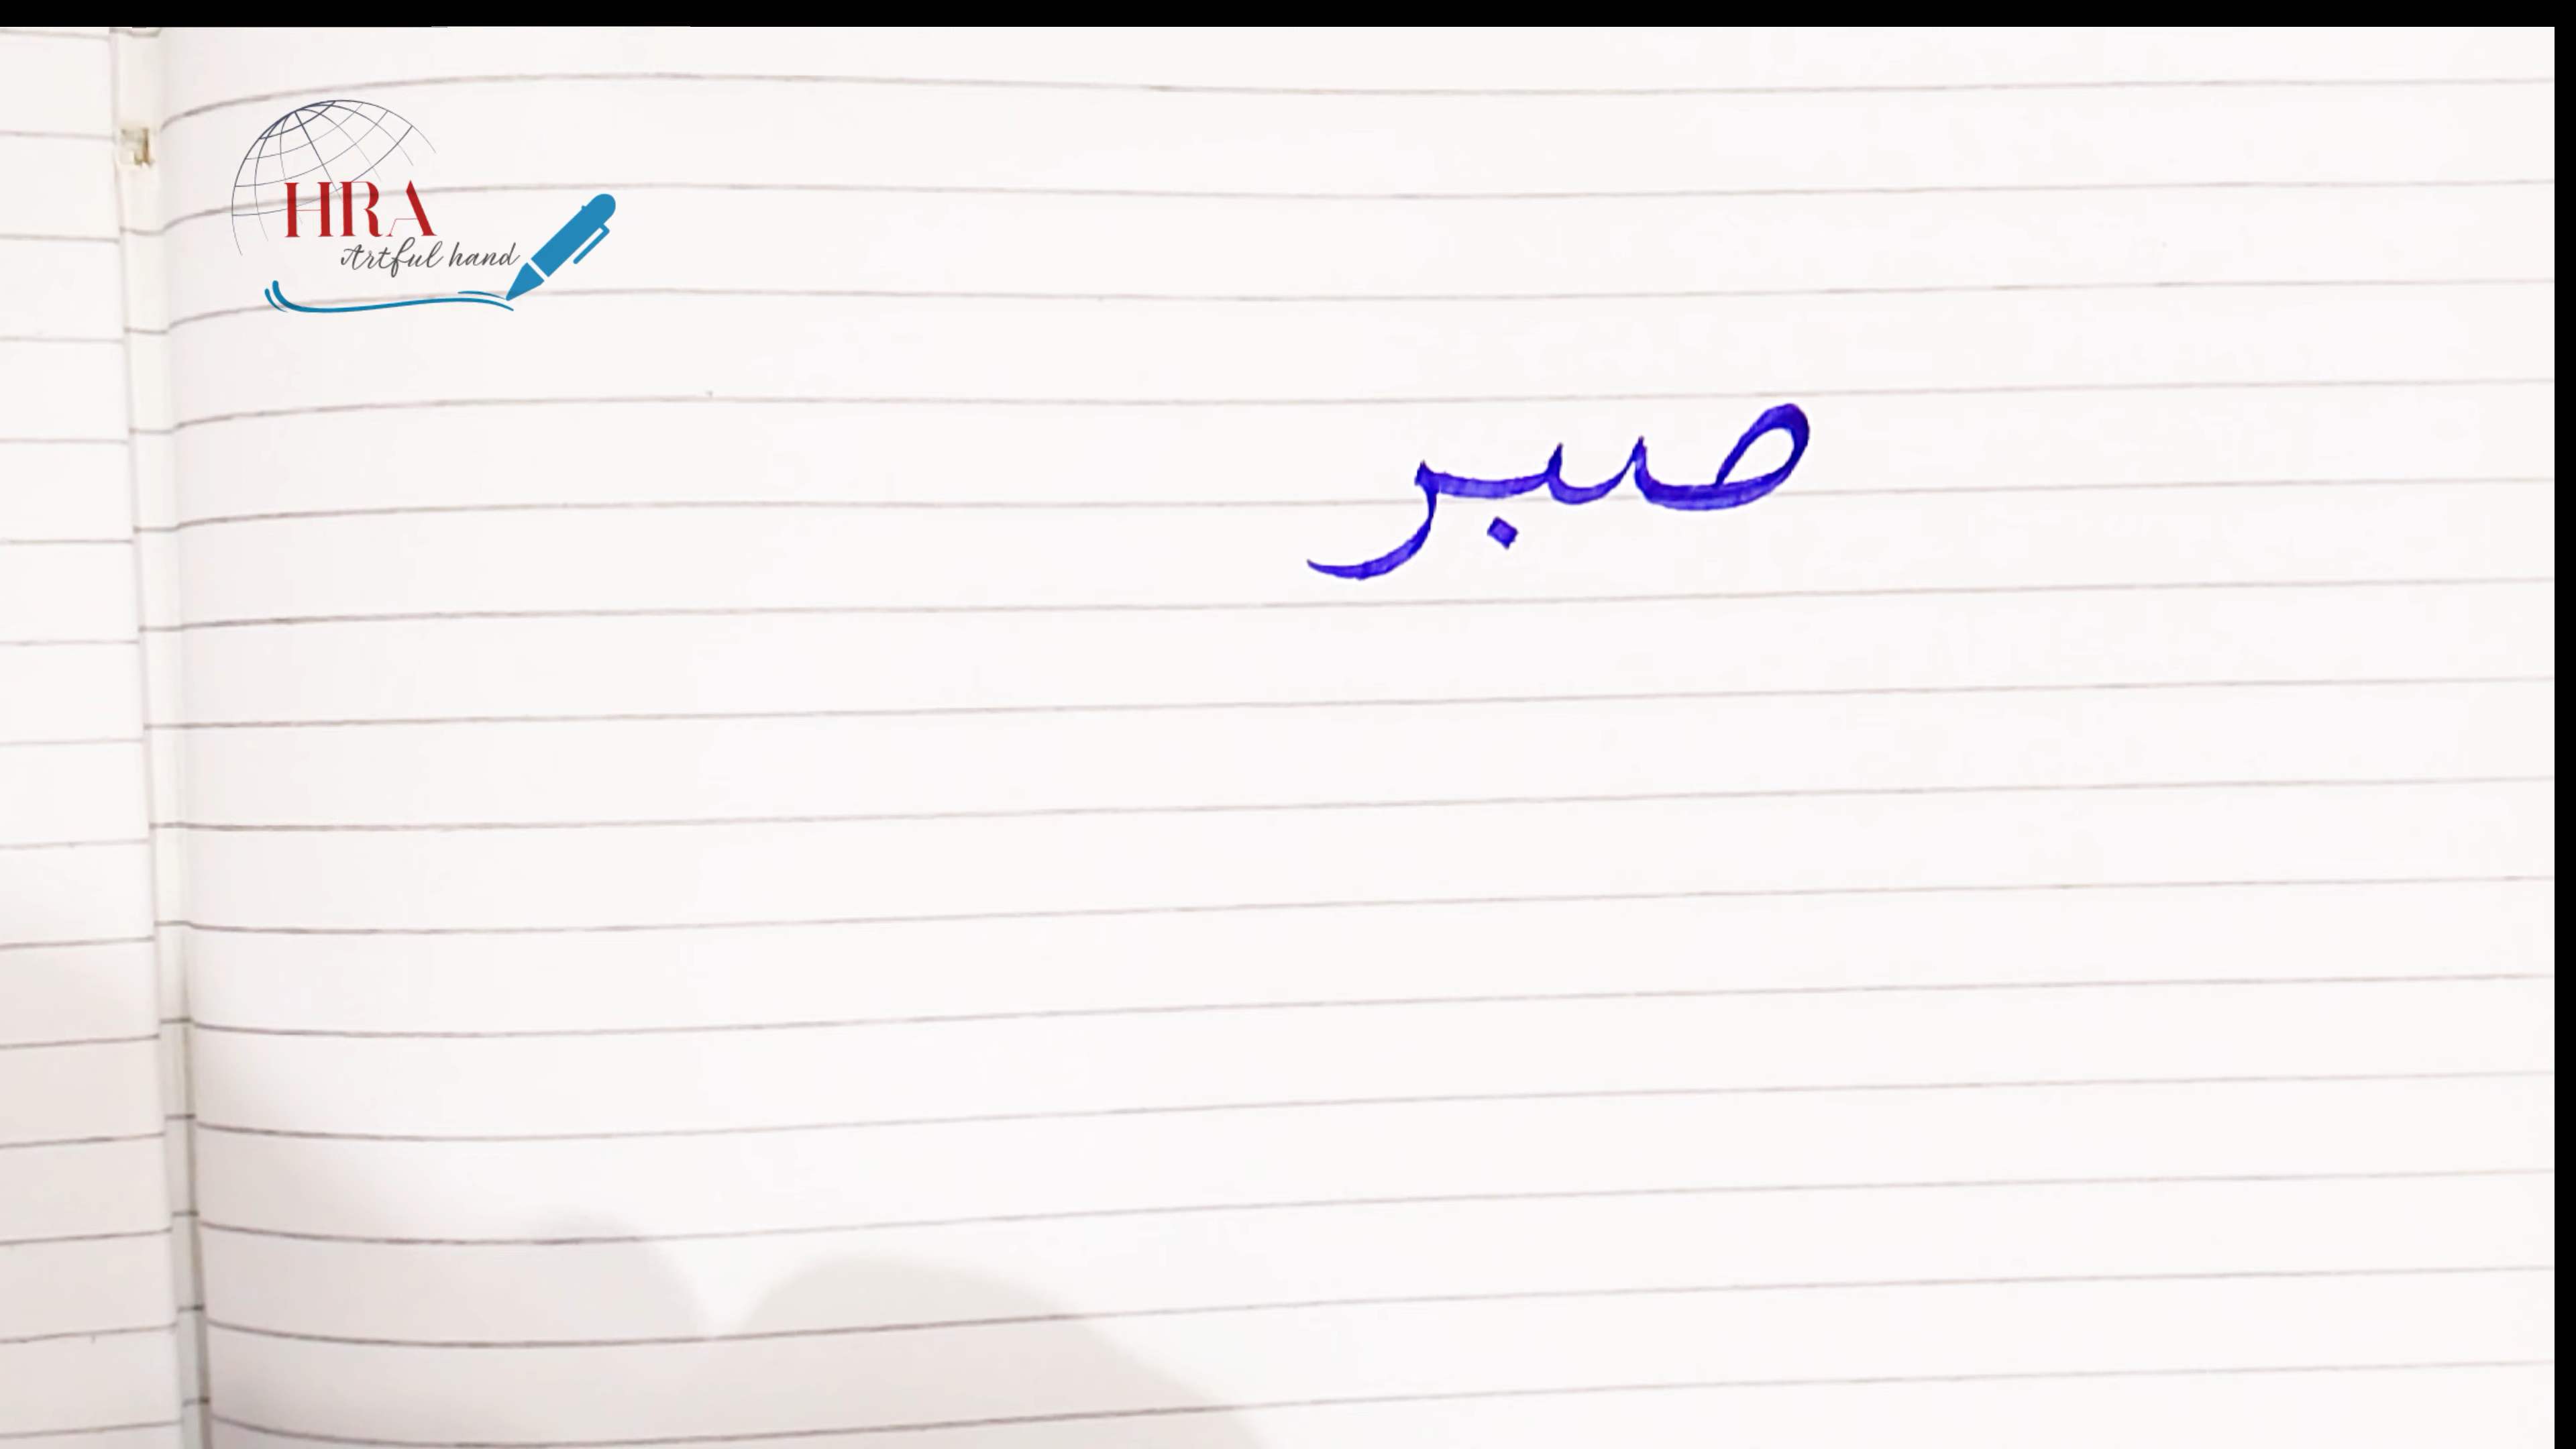 HRA
Artful hand
صبر